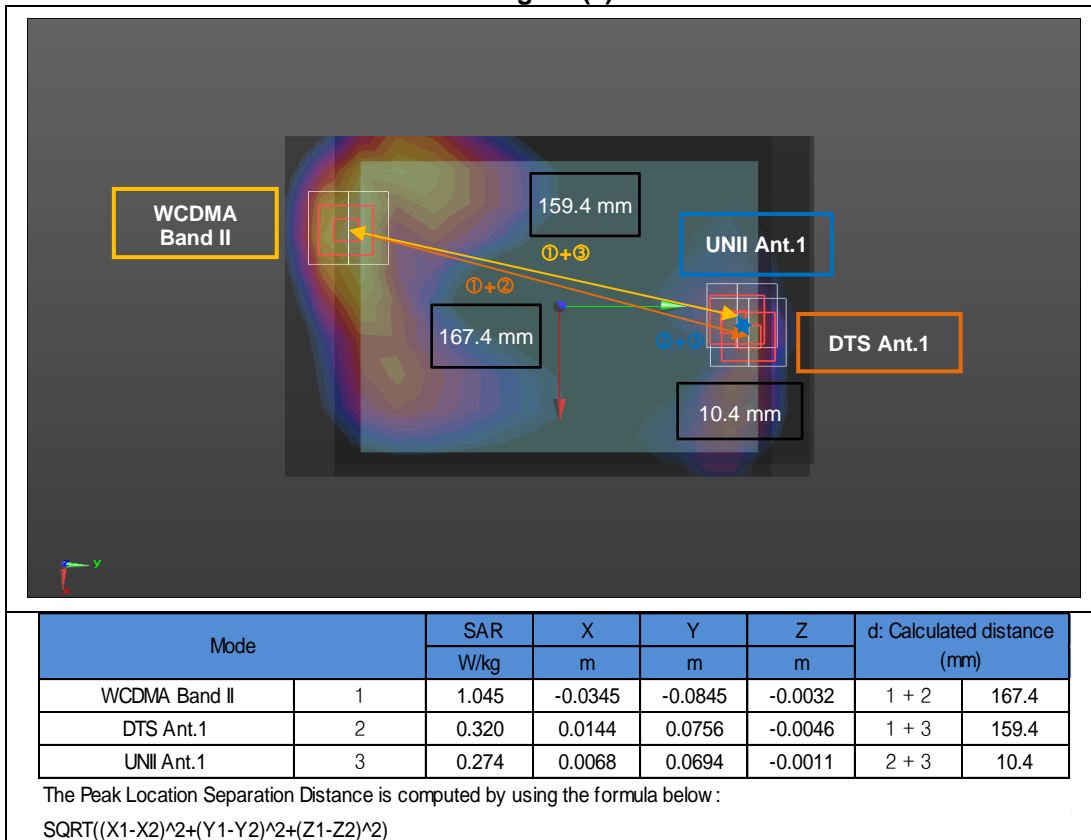 159.4 mm
WCDMA
Band II
UNII Ant.1
①+③
①+②
167.4 mm
DTS Ant.1
10.4 mm
y
x
Mode SAR X Y Z d: Calculated distance
W/kg m m m (mm)
WCDMA Band II 1 1.045 -0.0345 -0.0845 -0.0032 1 + 2 167.4
DTS Ant.1 2 0.320 0.0144 0.0756 -0.0046 1 + 3 159.4
UNII Ant.1 3 0.274 0.0068 0.0694 -0.0011 2 + 3 10.4
The Peak Location Separation Distance is computed by using the formula below :
SQRT((X1-X2)^2+(Y1-Y2)^2+(Z1-Z2)^2)